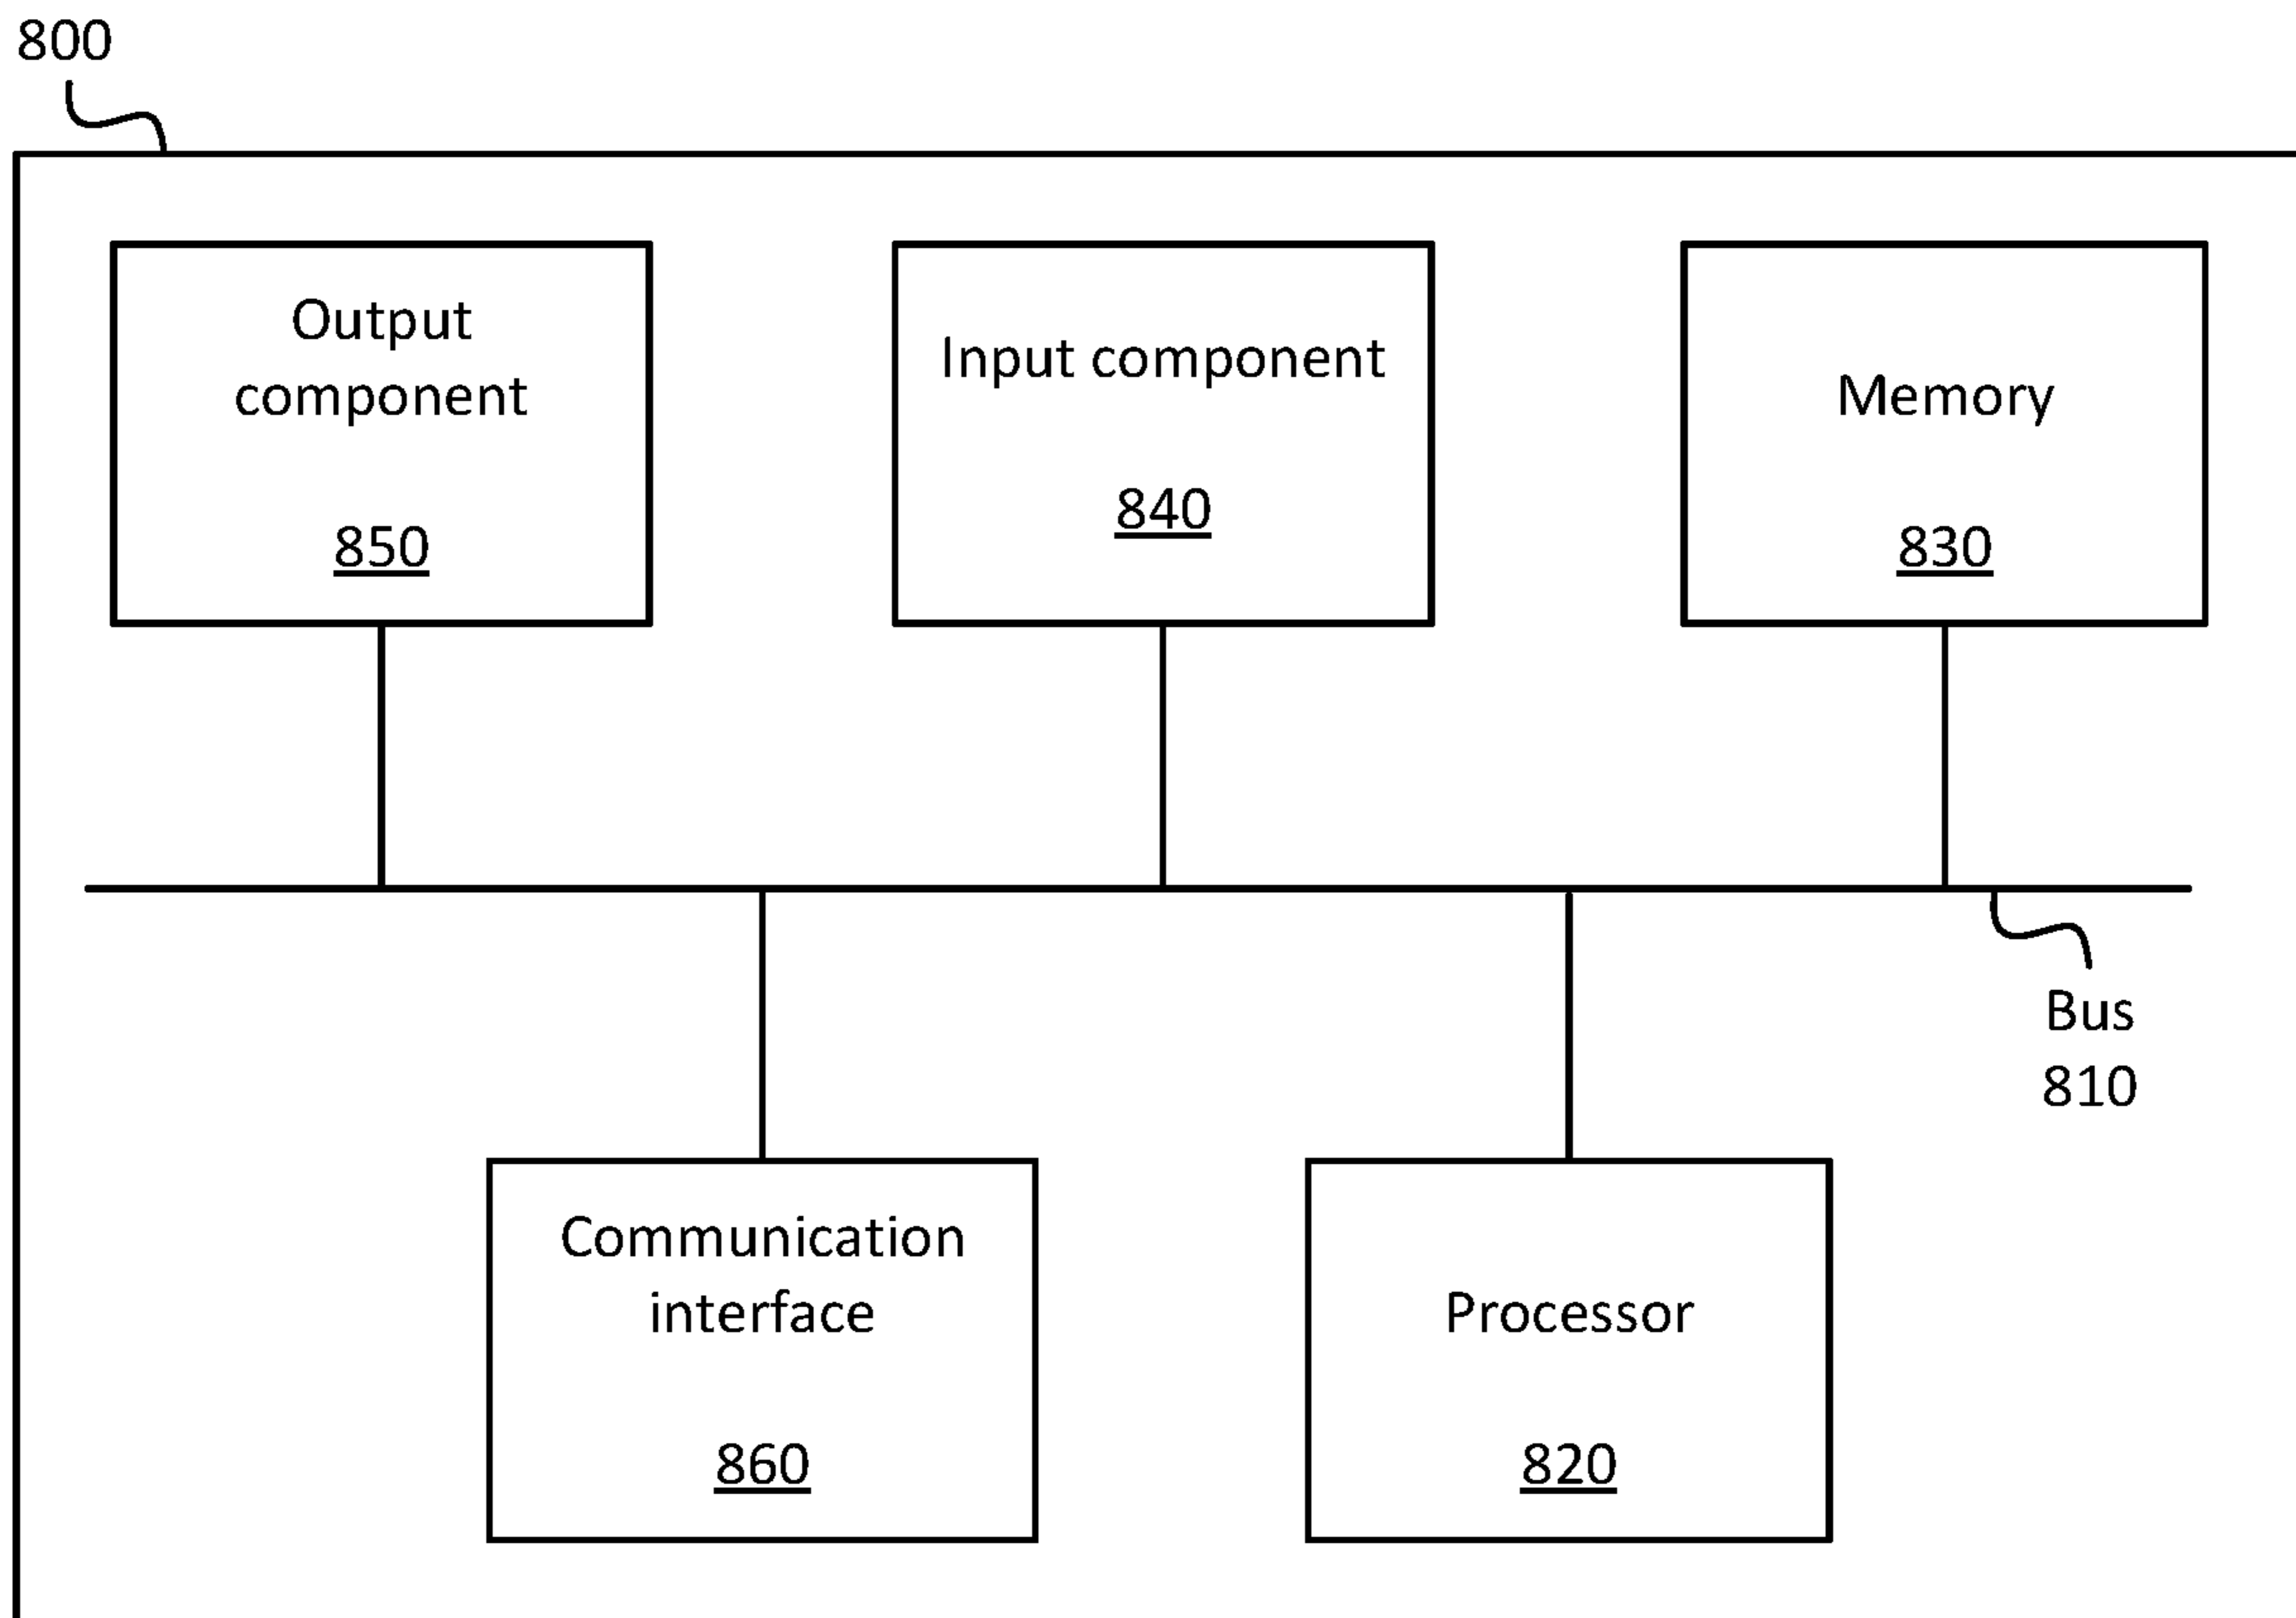 800
Output
component
850
Input component
840
Memory
830
Bus
810
Communication
interface
860
Processor
820